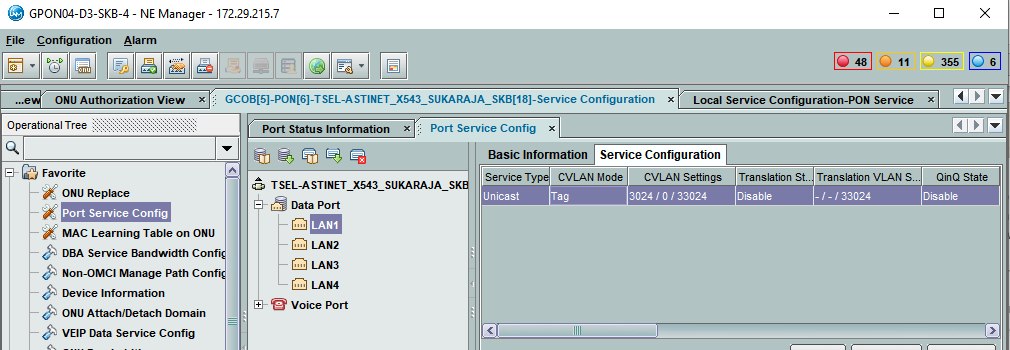 GPON04-D3-SKB-4 - NE Manager - 172.29.215.7
File Configuration Alarm
48 11 355 6
...ew ONU Authorization View × GCOB[5]-PON[6]-TSEL-ASTINET_X543_SUKARAJA_SKB[18]-Service Configuration × Local Service Configuration-PON Service ×
Operational Tree
Favorite
ONU Replace
Port Service Config
MAC Learning Table on ONU
DBA Service Bandwidth Config
Non-OMCI Manage Path Config
Device Information
ONU Attach/Detach Domain
VEIP Data Service Config
Port Status Information × Port Service Config ×
TSEL-ASTINET_X543_SUKARAJA_SKB
Data Port
LAN1
LAN2
LAN3
LAN4
Voice Port
Basic Information Service Configuration
Service Type CVLAN Mode CVLAN Settings Translation St... Translation VLAN S... QinQ State
Unicast Tag 3024 / 0 / 33024 Disable - / - / 33024 Disable